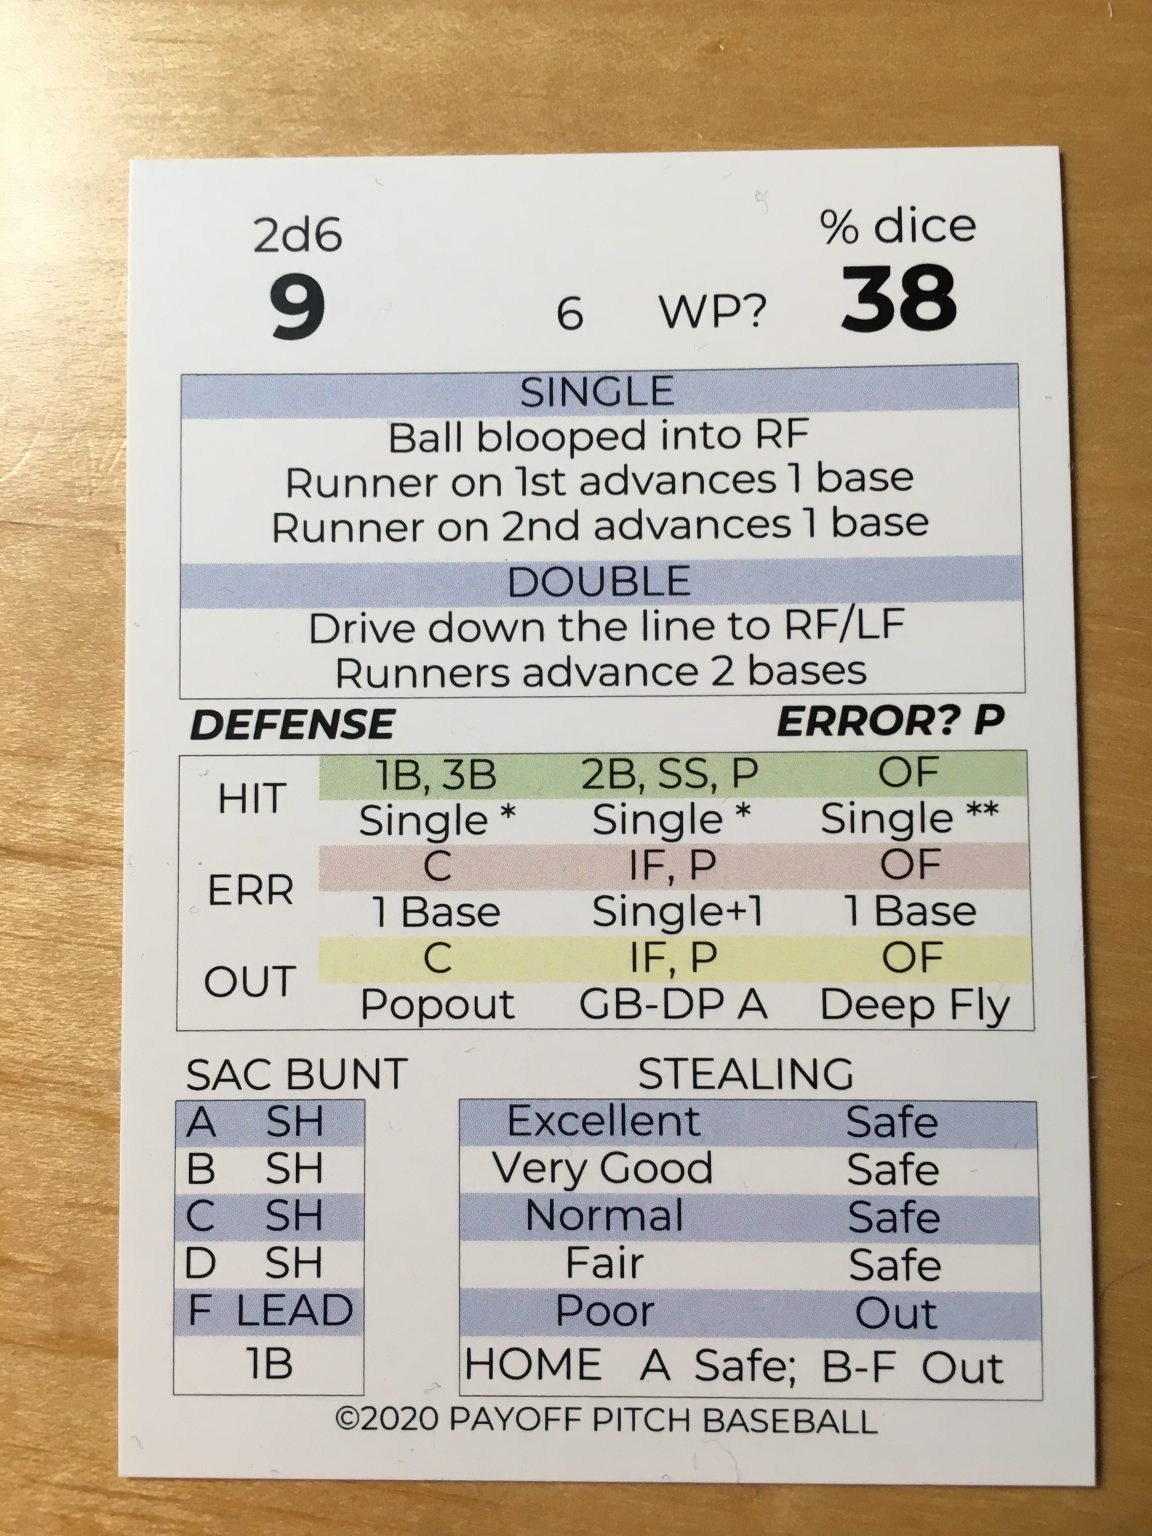 2d6 % dice
9 6 WP? 38
SINGLE
Ball blooped into RF
Runner on 1st advances 1 base
Runner on 2nd advances 1 base
DOUBLE
Drive down the line to RF/LF
Runners advance 2 bases
DEFENSE ERROR? P
HIT 1B, 3B 2B, SS, P OF
Single * Single * Single **
ERR C IF, P OF
1 Base Single+1 1 Base
OUT C IF, P OF
Popout GB-DP A Deep Fly
SAC BUNT STEALING
A SH Excellent Safe
B SH Very Good Safe
C SH Normal Safe
D SH Fair Safe
F LEAD Poor Out
1B HOME A Safe; B-F Out
©2020 PAYOFF PITCH BASEBALL